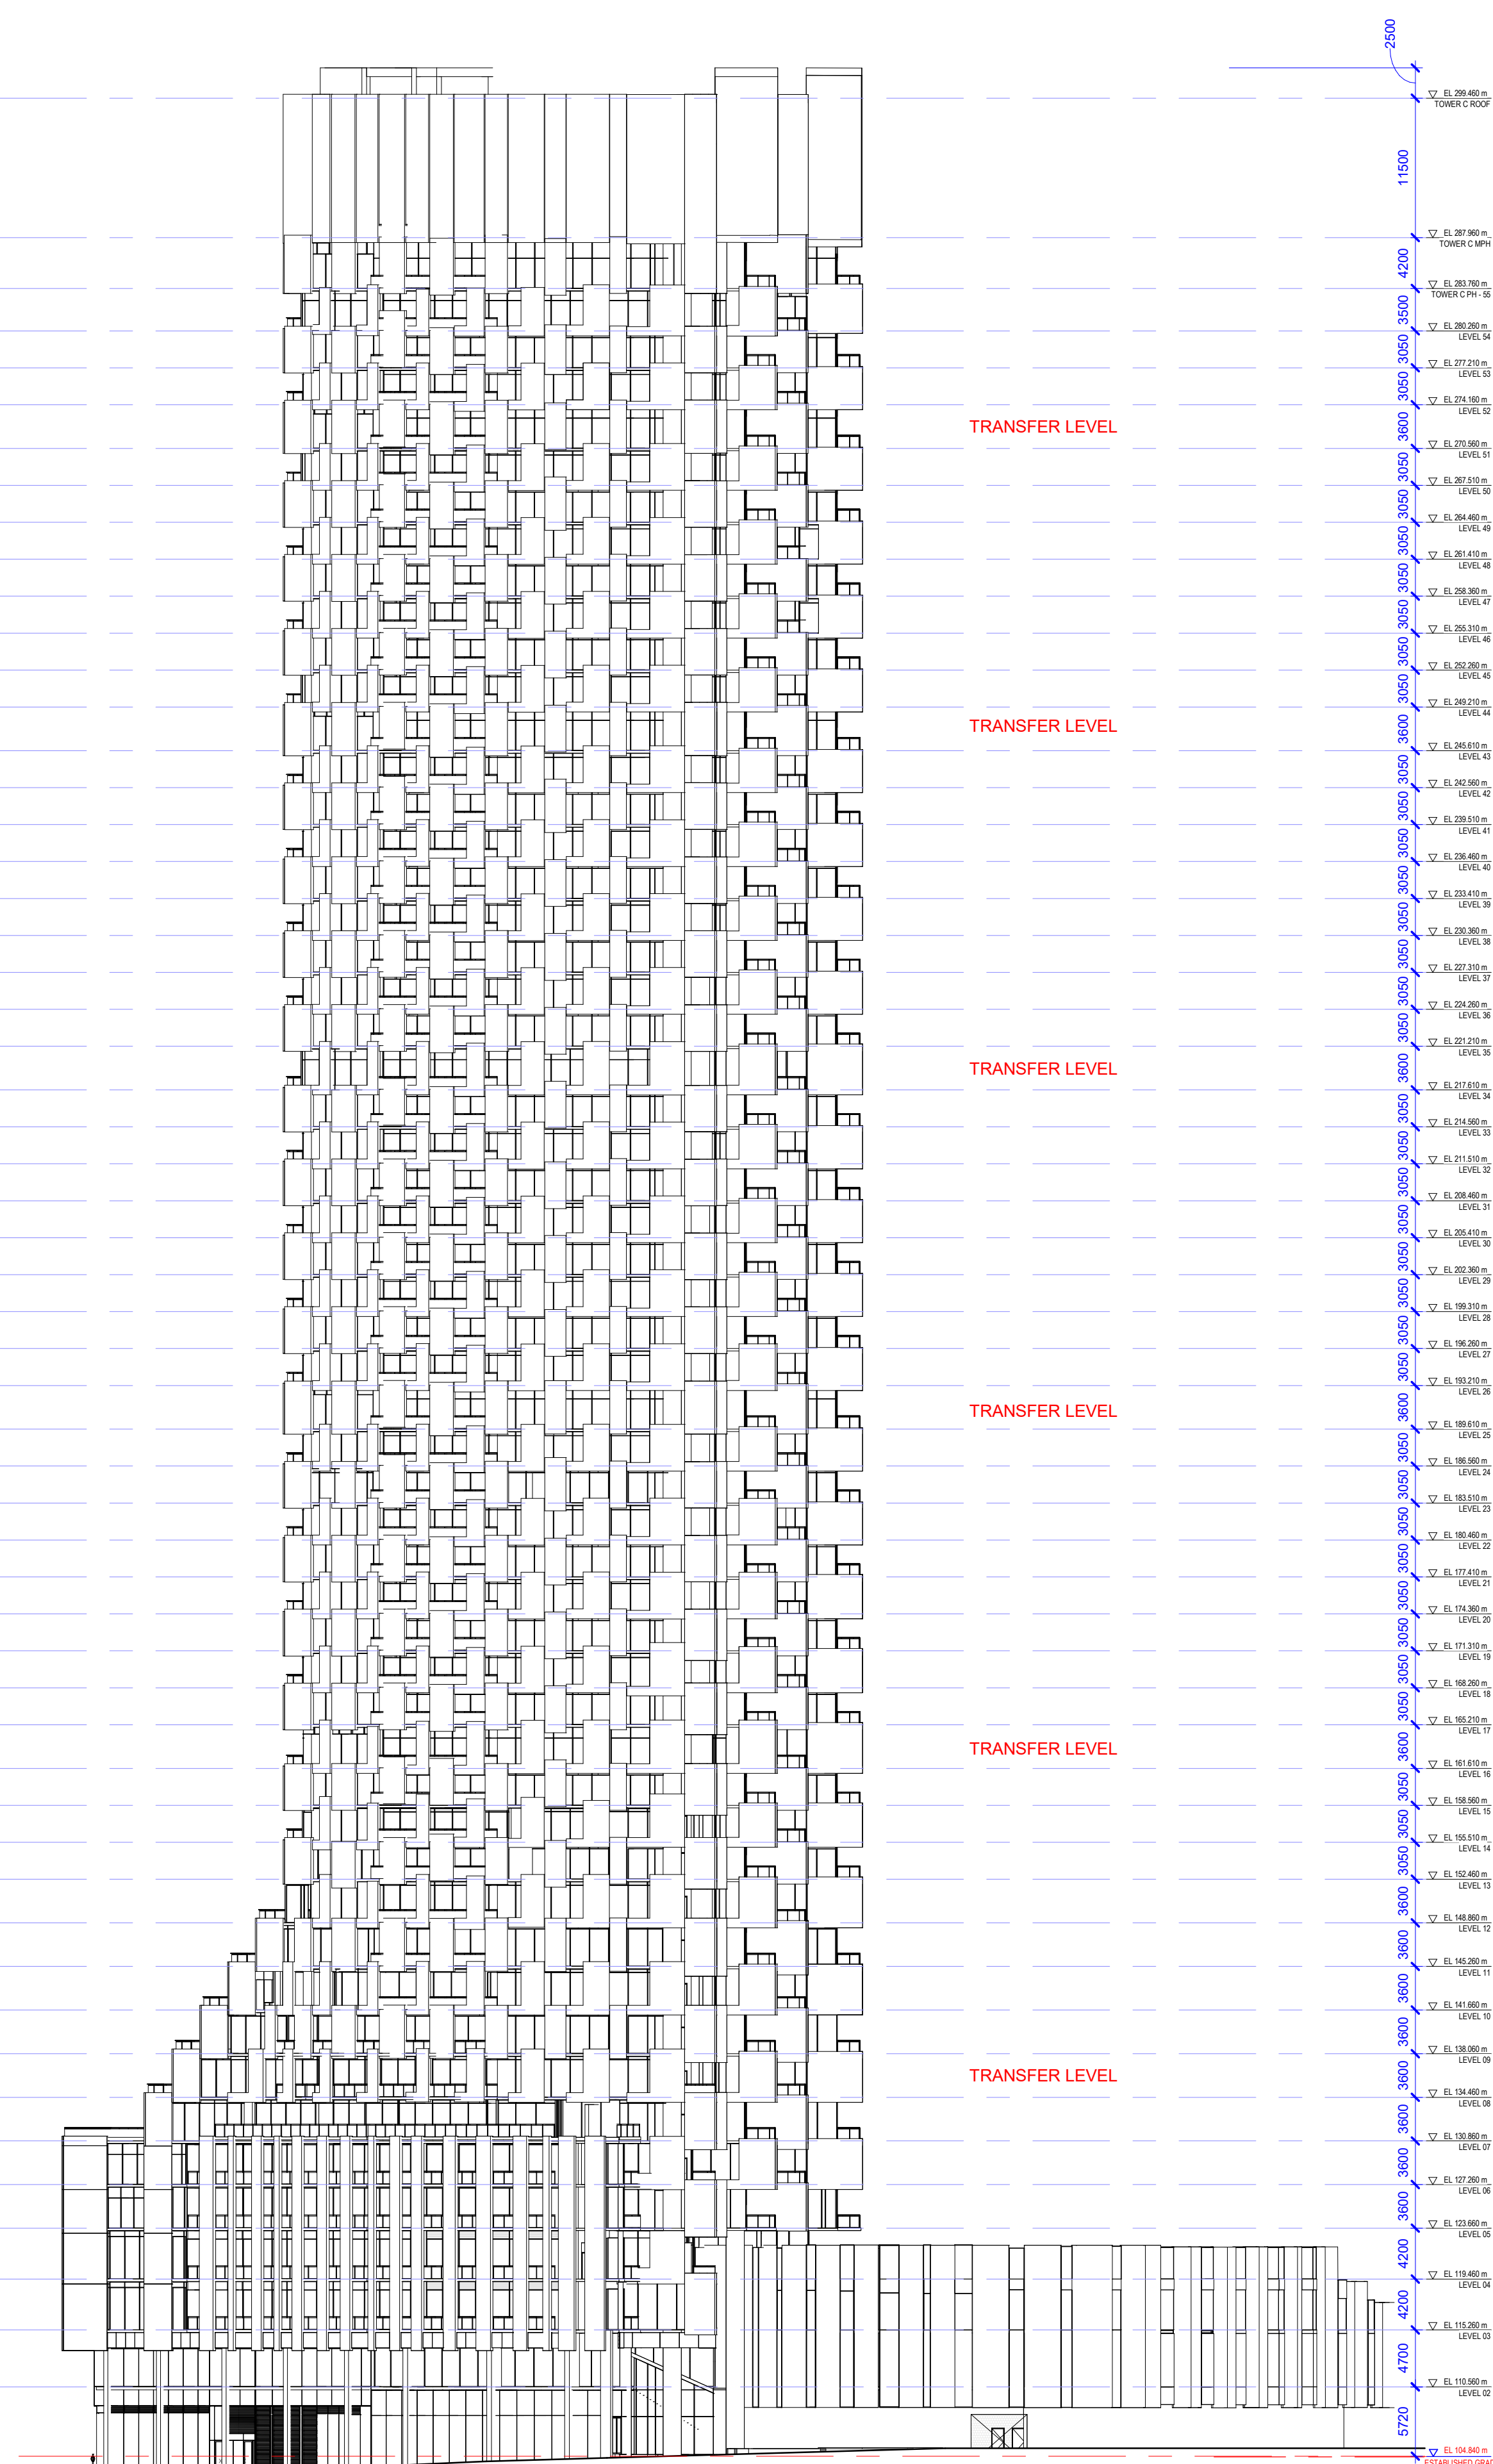 2500
EL 299.460 m
TOWER C ROOF
11500
EL 287.960 m
TOWER C MPH
4200
EL 283.760 m
TOWER C PH - 55
3500
EL 280.260 m
LEVEL 54
3050
EL 277.210 m
LEVEL 53
3050
EL 274.160 m
LEVEL 52
TRANSFER LEVEL
3600
EL 270.560 m
LEVEL 51
3050
EL 267.510 m
LEVEL 50
3050
EL 264.460 m
LEVEL 49
3050
EL 261.410 m
LEVEL 48
3050
EL 258.360 m
LEVEL 47
3050
EL 255.310 m
LEVEL 46
3050
EL 252.260 m
LEVEL 45
3050
EL 249.210 m
LEVEL 44
TRANSFER LEVEL
3600
EL 245.610 m
LEVEL 43
3050
EL 242.560 m
LEVEL 42
3050
EL 239.510 m
LEVEL 41
3050
EL 236.460 m
LEVEL 40
3050
EL 233.410 m
LEVEL 39
3050
EL 230.360 m
LEVEL 38
3050
EL 227.310 m
LEVEL 37
3050
EL 224.260 m
LEVEL 36
3050
EL 221.210 m
LEVEL 35
TRANSFER LEVEL
3600
EL 217.610 m
LEVEL 34
3050
EL 214.560 m
LEVEL 33
3050
EL 211.510 m
LEVEL 32
3050
EL 208.460 m
LEVEL 31
3050
EL 205.410 m
LEVEL 30
3050
EL 202.360 m
LEVEL 29
3050
EL 199.310 m
LEVEL 28
3050
EL 196.260 m
LEVEL 27
3050
EL 193.210 m
LEVEL 26
TRANSFER LEVEL
3600
EL 189.610 m
LEVEL 25
3050
EL 186.560 m
LEVEL 24
3050
EL 183.510 m
LEVEL 23
3050
EL 180.460 m
LEVEL 22
3050
EL 177.410 m
LEVEL 21
3050
EL 174.360 m
LEVEL 20
3050
EL 171.310 m
LEVEL 19
3050
EL 168.260 m
LEVEL 18
3050
EL 165.210 m
LEVEL 17
TRANSFER LEVEL
3600
EL 161.610 m
LEVEL 16
3050
EL 158.560 m
LEVEL 15
3050
EL 155.510 m
LEVEL 14
3050
EL 152.460 m
LEVEL 13
3600
EL 148.860 m
LEVEL 12
3600
EL 145.260 m
LEVEL 11
3600
EL 141.660 m
LEVEL 10
3600
EL 138.060 m
LEVEL 09
TRANSFER LEVEL
3600
EL 134.460 m
LEVEL 08
3600
EL 130.860 m
LEVEL 07
3600
EL 127.260 m
LEVEL 06
3600
EL 123.660 m
LEVEL 05
4200
EL 119.460 m
LEVEL 04
4200
EL 115.260 m
LEVEL 03
4700
EL 110.560 m
LEVEL 02
5720
EL 104.840 m
ESTABLISHED